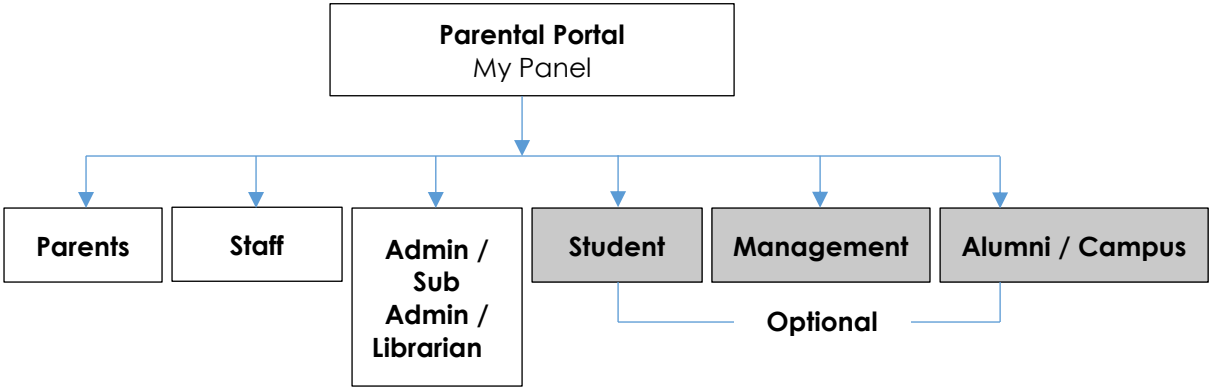 Parental Portal
My Panel
Parents
Staff
Admin /
Sub
Admin /
Librarian
Student
Management
Alumni / Campus
Optional